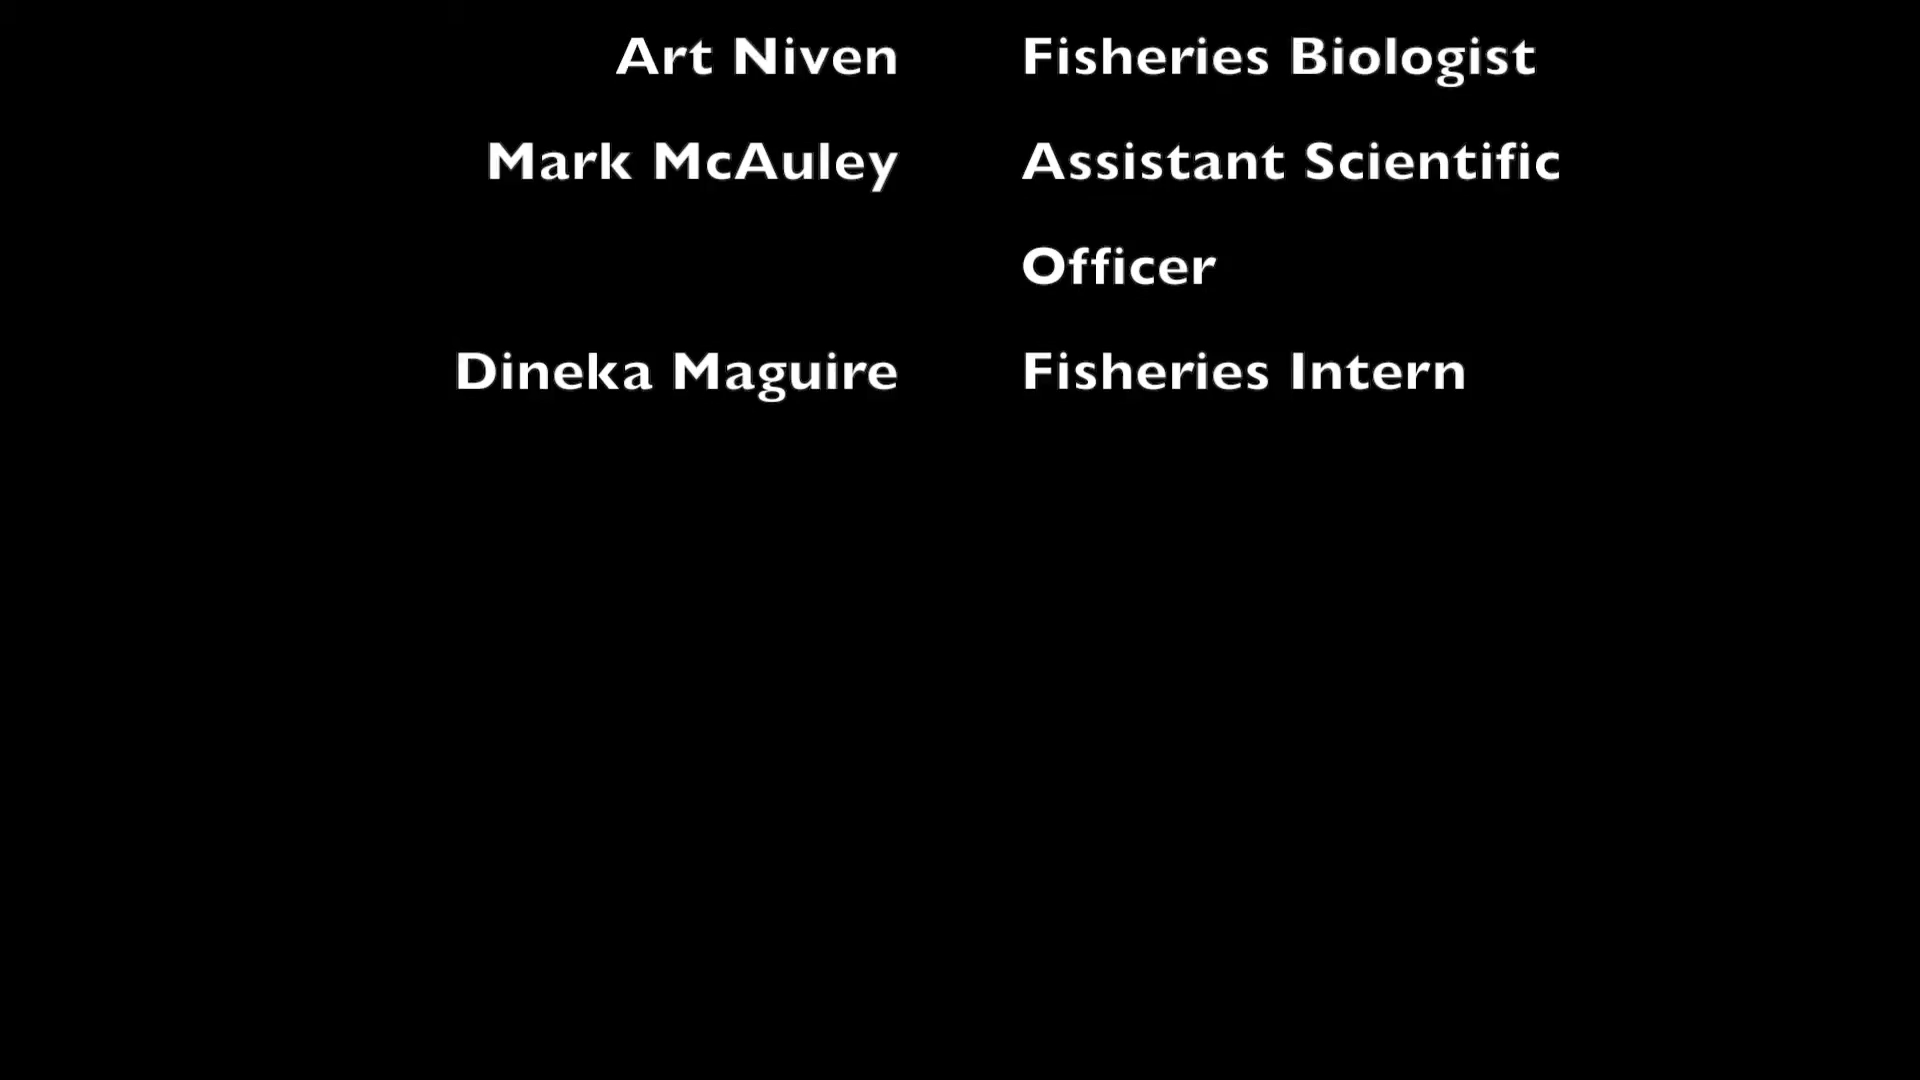 Art Niven Fisheries Biologist
Mark McAuley Assistant Scientific
Officer
Dineka Maguire Fisheries Intern